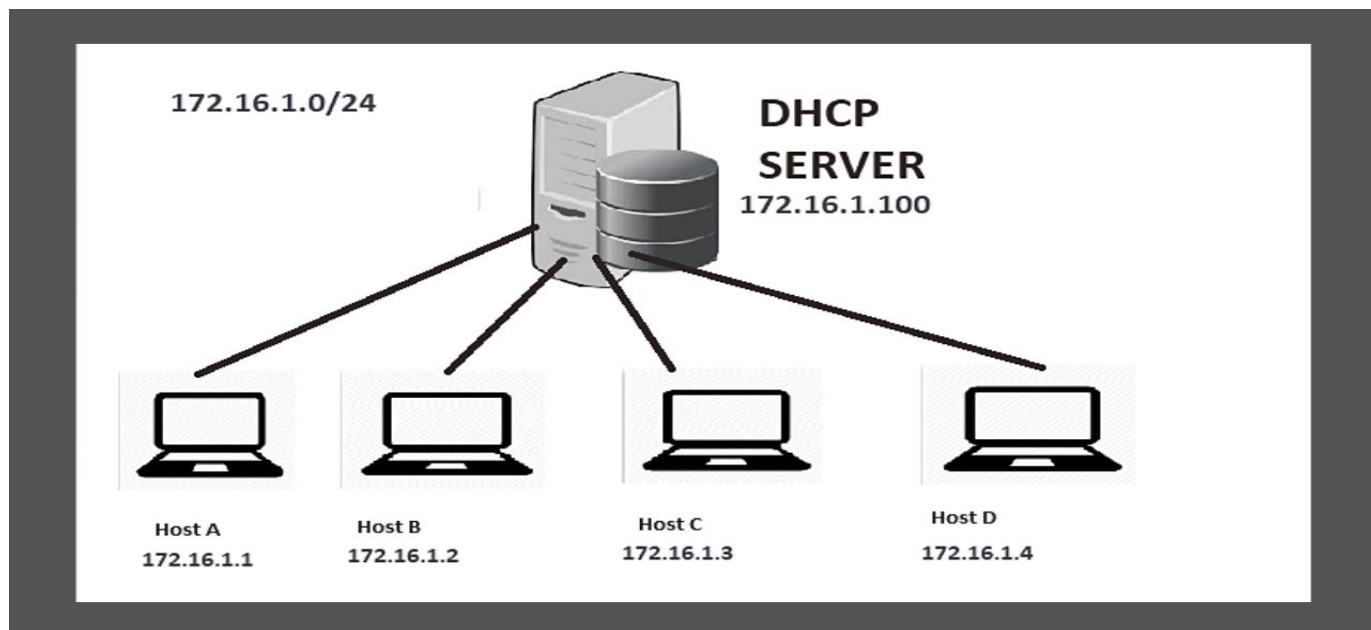 172.16.1.0/24
DHCP
SERVER
172.16.1.100
Host A
172.16.1.1
Host B
172.16.1.2
Host C
172.16.1.3
Host D
172.16.1.4